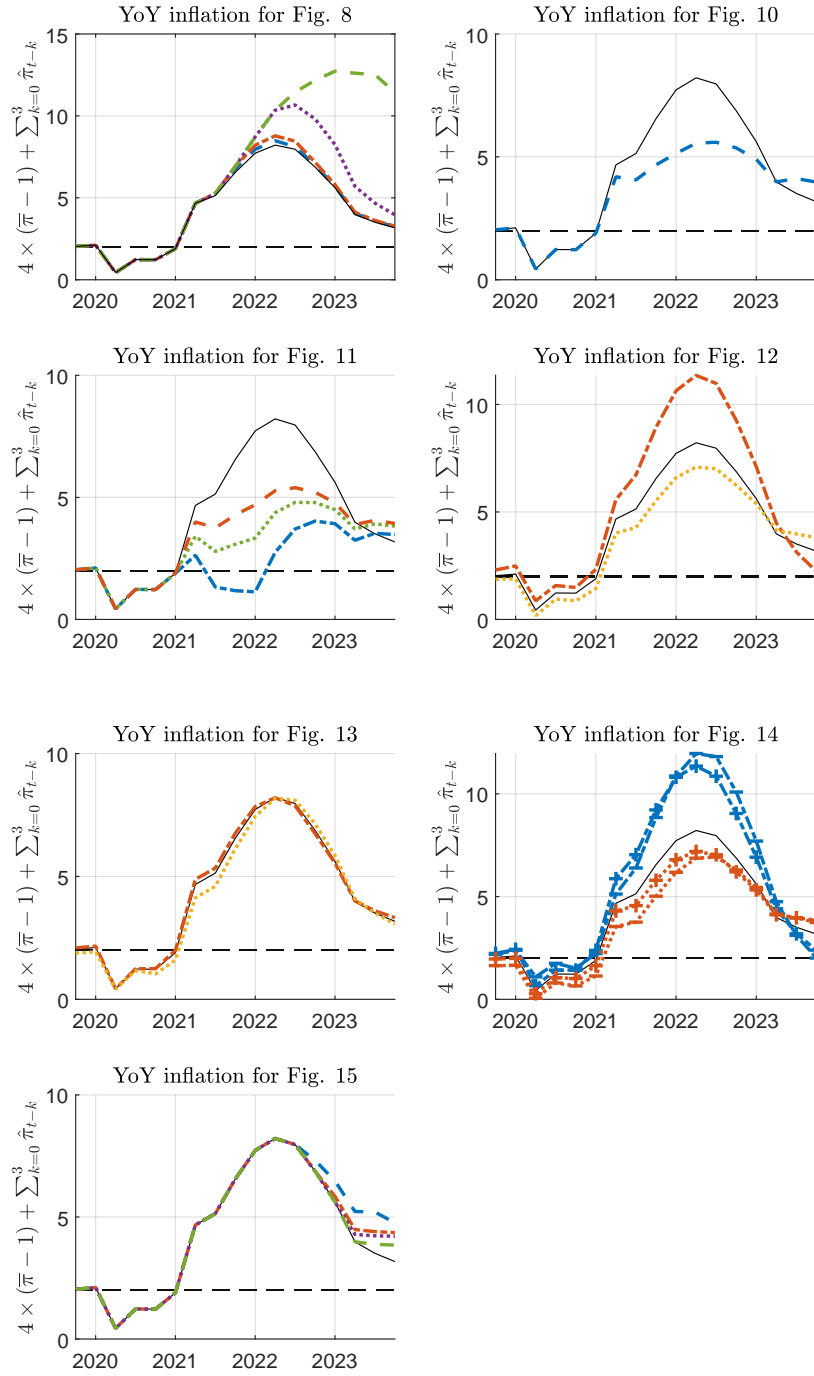 YoY inflation for Fig. 8
4 × (π̅ − 1) + ∑³ₖ₌₀ π̂ₜ₋ₖ
15
10
5
0
2020 2021 2022 2023
YoY inflation for Fig. 10
4 × (π̅ − 1) + ∑³ₖ₌₀ π̂ₜ₋ₖ
10
5
0
2020 2021 2022 2023
YoY inflation for Fig. 11
4 × (π̅ − 1) + ∑³ₖ₌₀ π̂ₜ₋ₖ
10
5
0
2020 2021 2022 2023
YoY inflation for Fig. 12
4 × (π̅ − 1) + ∑³ₖ₌₀ π̂ₜ₋ₖ
10
5
0
2020 2021 2022 2023
YoY inflation for Fig. 13
4 × (π̅ − 1) + ∑³ₖ₌₀ π̂ₜ₋ₖ
10
5
0
2020 2021 2022 2023
YoY inflation for Fig. 14
4 × (π̅ − 1) + ∑³ₖ₌₀ π̂ₜ₋ₖ
10
5
0
2020 2021 2022 2023
YoY inflation for Fig. 15
4 × (π̅ − 1) + ∑³ₖ₌₀ π̂ₜ₋ₖ
10
5
0
2020 2021 2022 2023